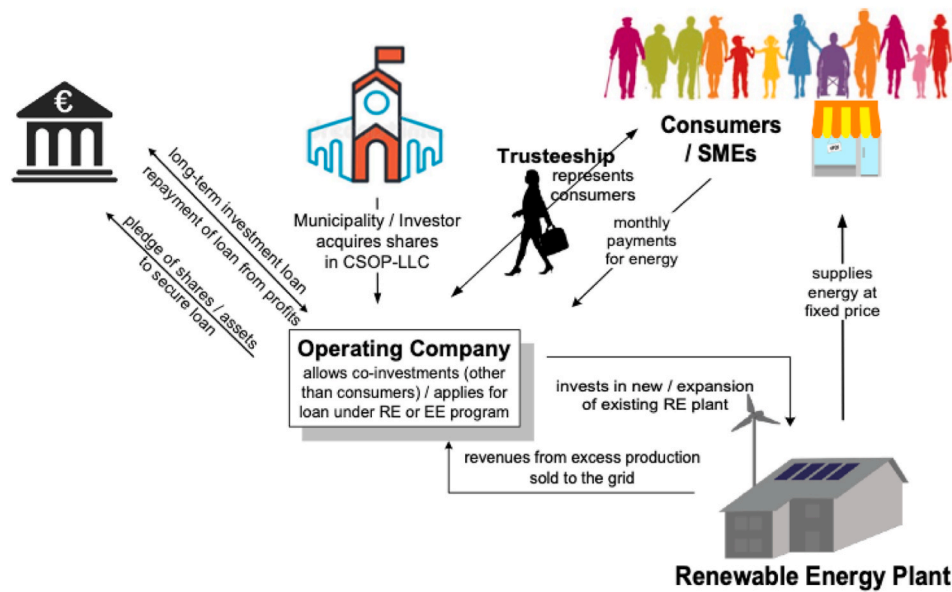 €
Consumers
/ SMEs
Trusteeship
represents
consumers
long-term investment loan
repayment of loan from profits
pledge of shares / assets
to secure loan
Municipality / Investor
acquires shares
in CSOP-LLC
monthly
payments
for energy
supplies
energy at
fixed price
Operating Company
allows co-investments (other
than consumers) / applies for
loan under RE or EE program
invests in new / expansion
of existing RE plant
revenues from excess production
sold to the grid
Renewable Energy Plant